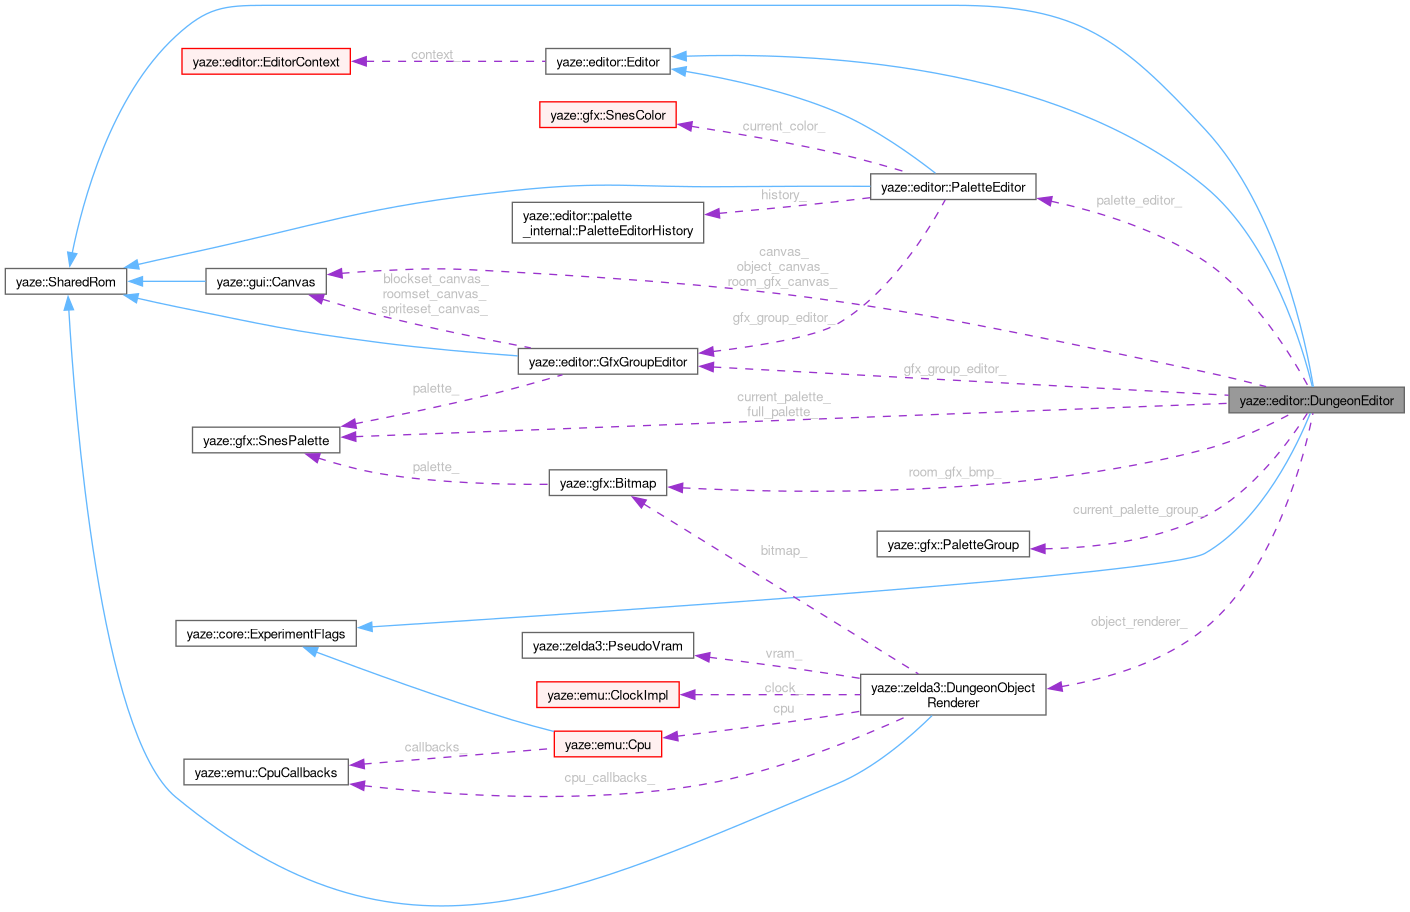 context_
yaze::editor::EditorContext
yaze::editor::Editor
yaze::gfx::SnesColor
current_color_
yaze::editor::PaletteEditor
history_
palette_editor_
yaze::editor::palette
_internal::PaletteEditorHistory
canvas_
object_canvas_
room_gfx_canvas_
yaze::SharedRom
yaze::gui::Canvas
blockset_canvas_
roomset_canvas_
spriteset_canvas_
gfx_group_editor_
yaze::editor::GfxGroupEditor
gfx_group_editor_
palette_
current_palette_
full_palette_
yaze::editor::DungeonEditor
yaze::gfx::SnesPalette
palette_
yaze::gfx::Bitmap
room_gfx_bmp_
current_palette_group_
yaze::gfx::PaletteGroup
bitmap_
yaze::core::ExperimentFlags
object_renderer_
yaze::zelda3::PseudoVram
vram_
yaze::emu::ClockImpl
clock_
yaze::zelda3::DungeonObject
Renderer
cpu
yaze::emu::Cpu
callbacks_
yaze::emu::CpuCallbacks
cpu_callbacks_